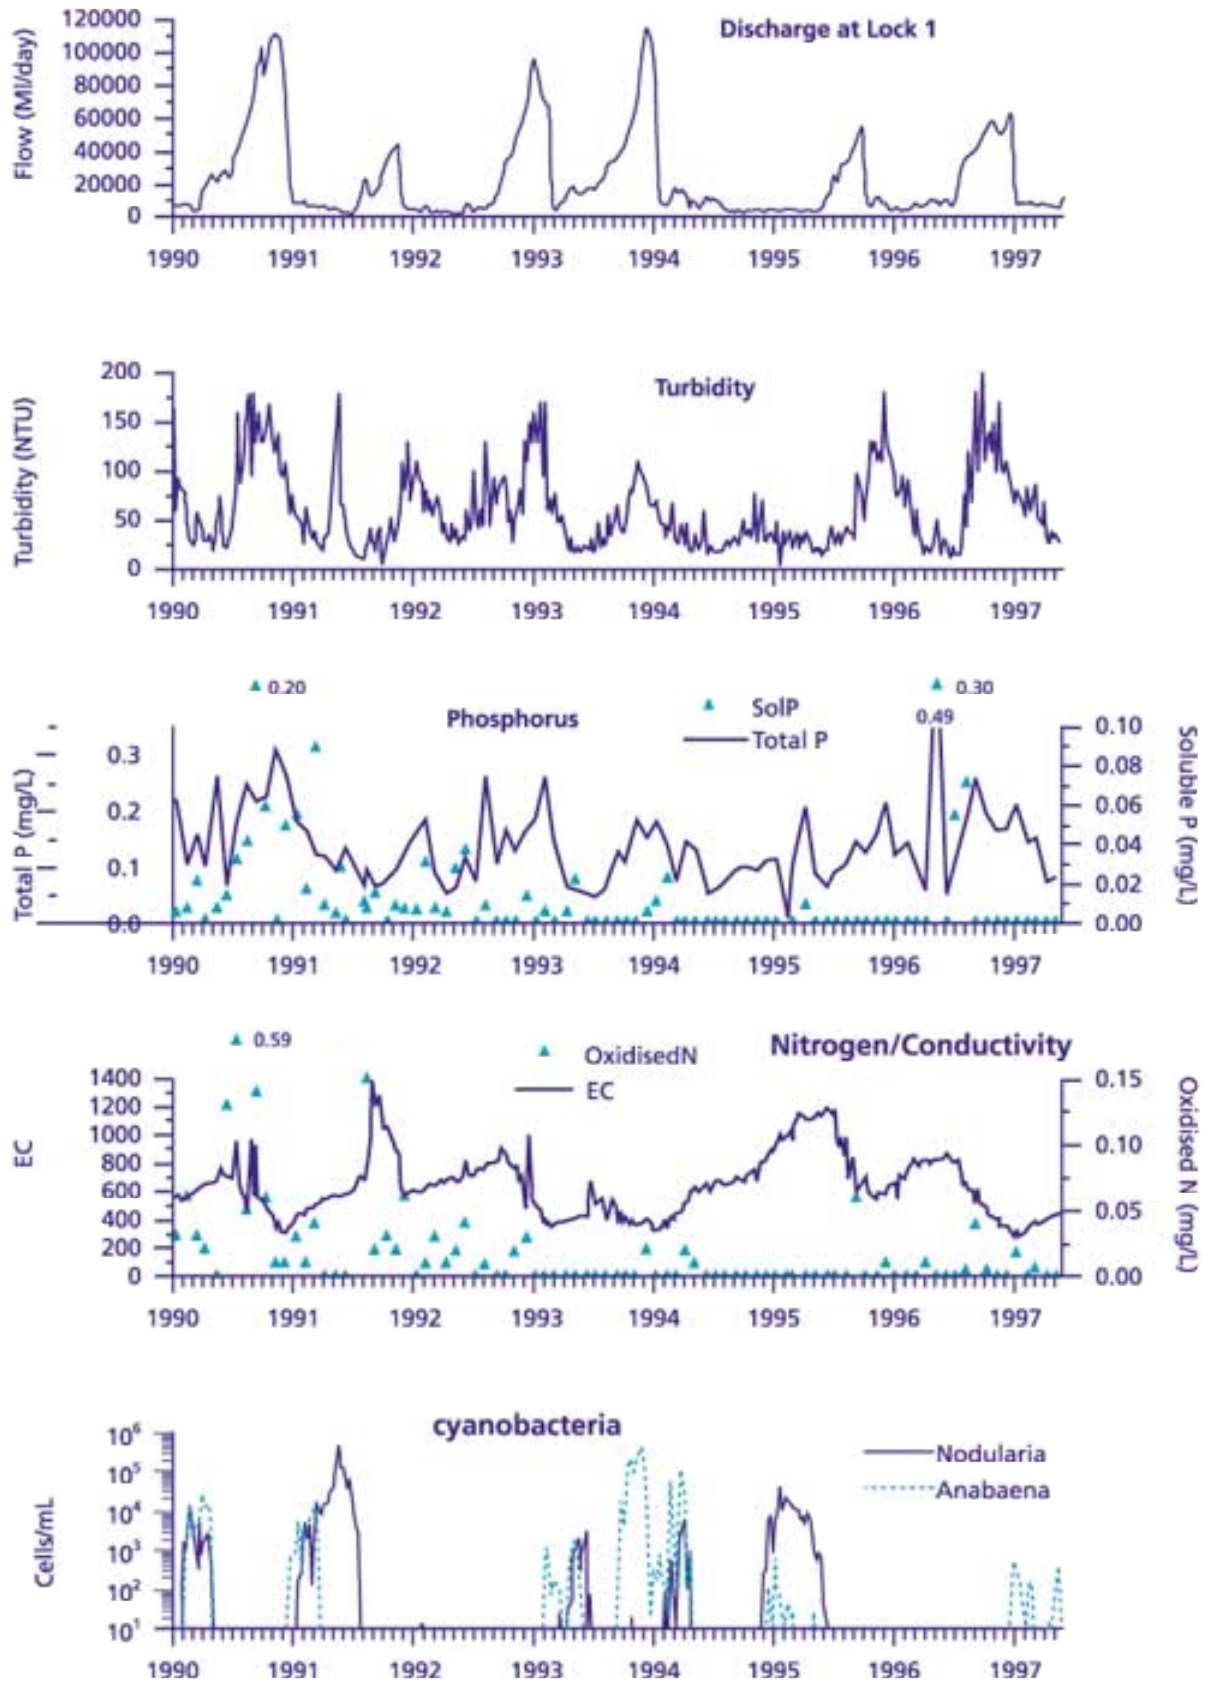 Discharge at Lock 1
Flow (Ml/day)
120000
100000
80000
60000
40000
20000
0
1990 1991 1992 1993 1994 1995 1996 1997
Turbidity
Turbidity (NTU)
200
150
100
50
0
1990 1991 1992 1993 1994 1995 1996 1997
Phosphorus
0.20
SolP
Total P
0.30
0.49
Total P (mg/L)
0.3
0.2
0.1
0.0
Soluble P (mg/L)
0.10
0.08
0.06
0.04
0.02
0.00
1990 1991 1992 1993 1994 1995 1996 1997
Nitrogen/Conductivity
0.59
OxidisedN
EC
EC
1400
1200
1000
800
600
400
200
0
Oxidised N (mg/L)
0.15
0.10
0.05
0.00
1990 1991 1992 1993 1994 1995 1996 1997
cyanobacteria
Nodularia
Anabaena
Cells/mL
10⁶
10⁵
10⁴
10³
10²
10¹
1990 1991 1992 1993 1994 1995 1996 1997